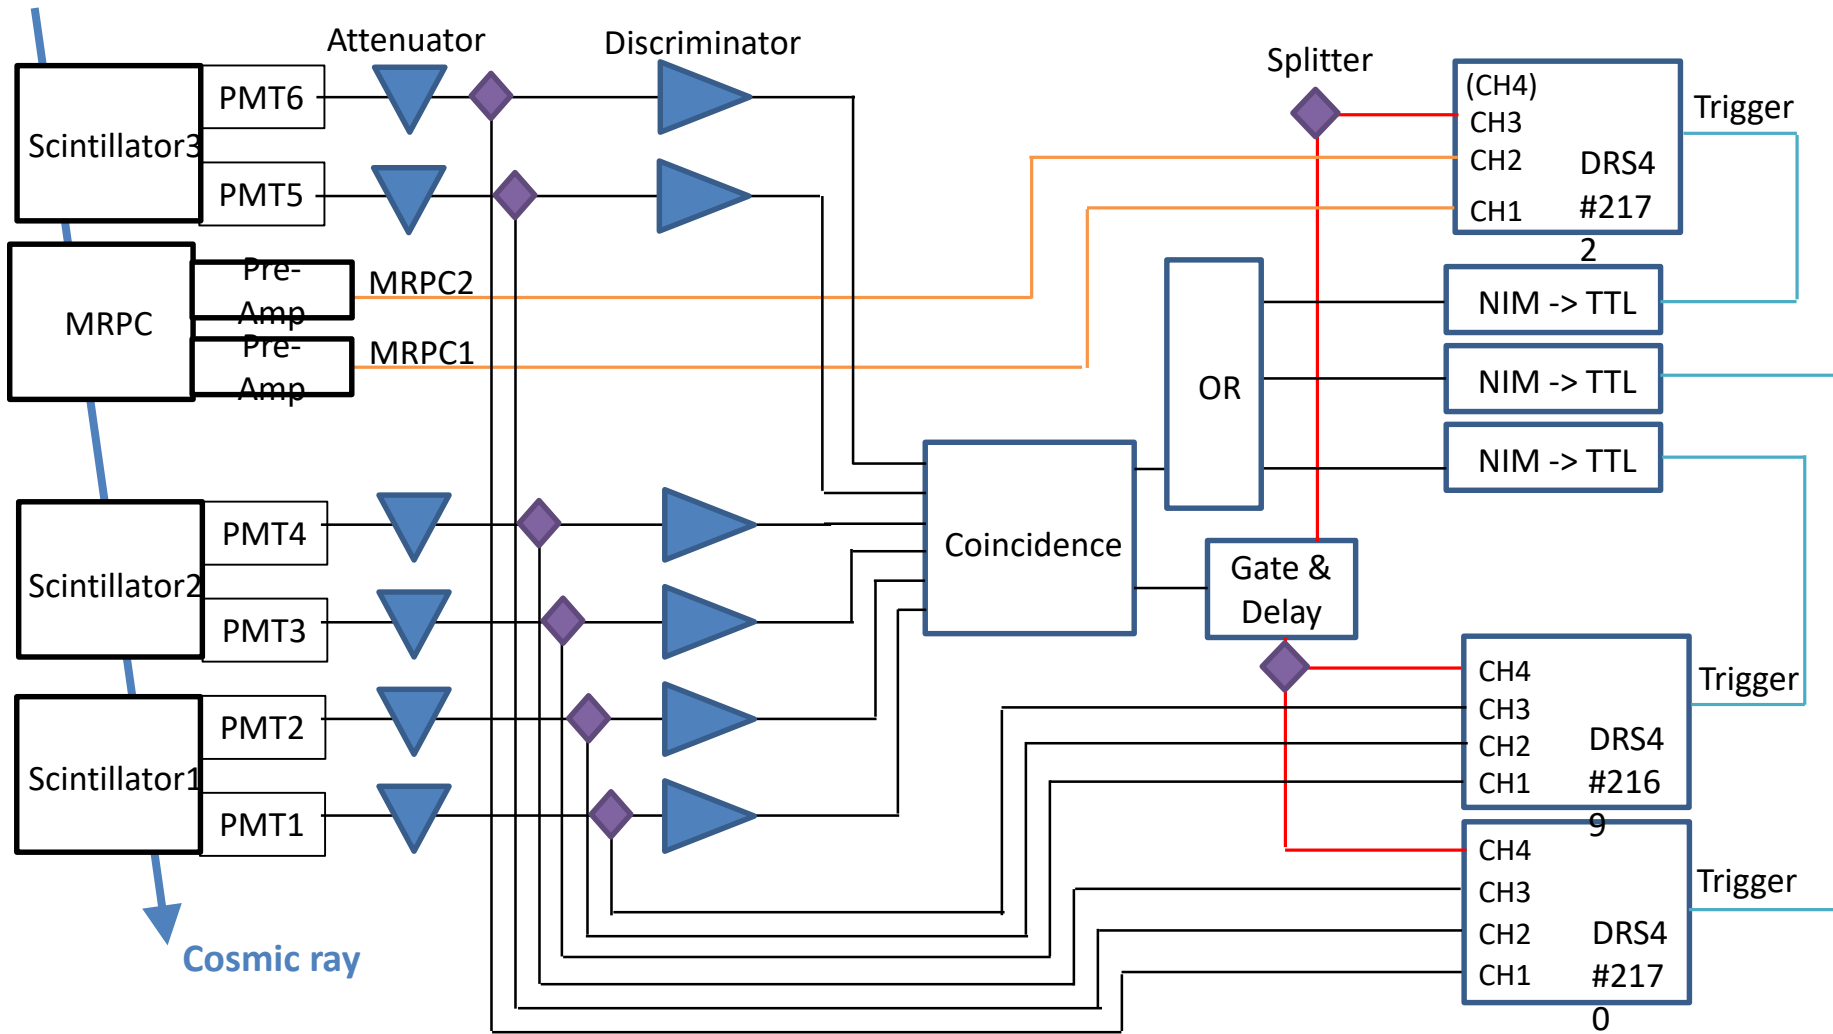 Attenuator
Discriminator
Splitter
PMT6
Scintillator3
PMT5
(CH4)
CH3
CH2
CH1
DRS4
#217
2
Trigger
Pre-
Amp
MRPC2
MRPC
Pre-
Amp
MRPC1
OR
NIM -> TTL
NIM -> TTL
NIM -> TTL
PMT4
Scintillator2
PMT3
Coincidence
Gate &
Delay
PMT2
Scintillator1
PMT1
CH4
CH3
CH2
CH1
DRS4
#216
9
Trigger
CH4
CH3
CH2
CH1
DRS4
#217
0
Trigger
Cosmic ray